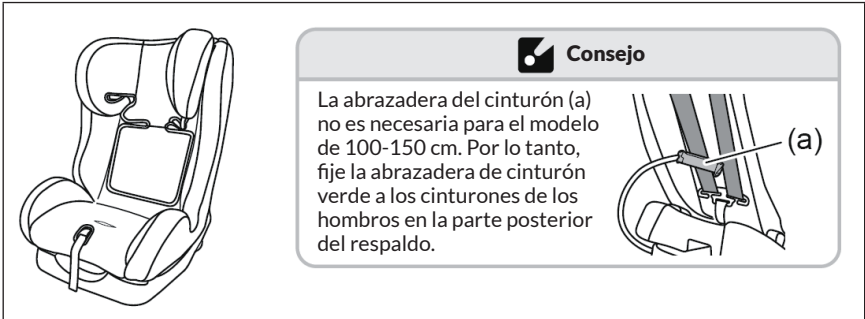 Consejo
La abrazadera del cinturón (a)
no es necesaria para el modelo
de 100-150 cm. Por lo tanto,
fije la abrazadera de cinturón
verde a los cinturones de los
hombros en la parte posterior
del respaldo.
(a)